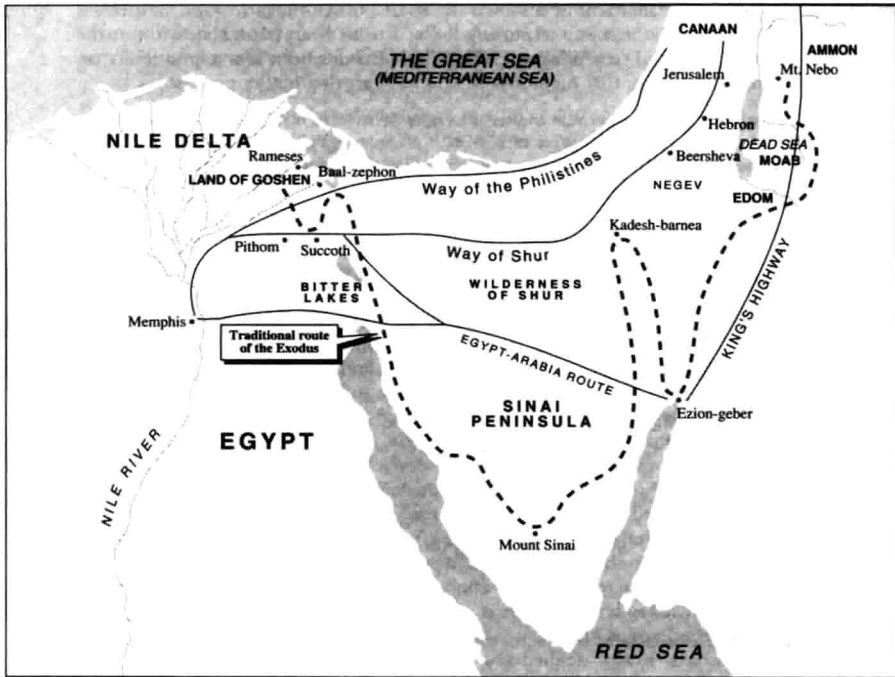 CANAAN
THE GREAT SEA
(MEDITERRANEAN SEA)
AMMON
Mt. Nebo
Jerusalem
NILE DELTA
Hebron
DEAD SEA
MOAB
Rameses
Baal-zephon
Beersheva
LAND OF GOSHEN
Way of the Philistines
NEGEV
EDOM
Kadesh-barnea
Pithom
Succoth
Way of Shur
BITTER
LAKES
WILDERNESS
OF SHUR
KING'S HIGHWAY
Memphis
Traditional route
of the Exodus
EGYPT-ARABIA ROUTE
SINAI
PENINSULA
Ezion-geber
EGYPT
NILE RIVER
Mount Sinai
RED SEA